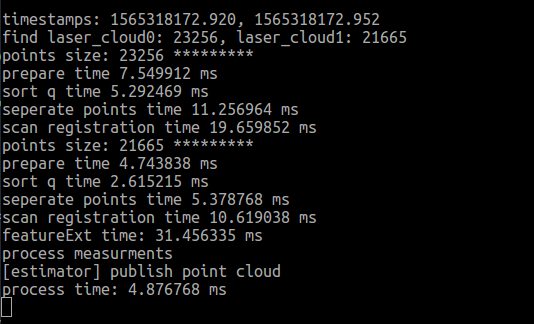 timestamps: 1565318172.920, 1565318172.952
find laser_cloud0: 23256, laser_cloud1: 21665
points size: 23256 *********
prepare time 7.549912 ms
sort q time 5.292469 ms
seperate points time 11.256964 ms
scan registration time 19.659852 ms
points size: 21665 *********
prepare time 4.743838 ms
sort q time 2.615215 ms
seperate points time 5.378768 ms
scan registration time 10.619038 ms
featureExt time: 31.456335 ms
process measurments
[estimator] publish point cloud
process time: 4.876768 ms